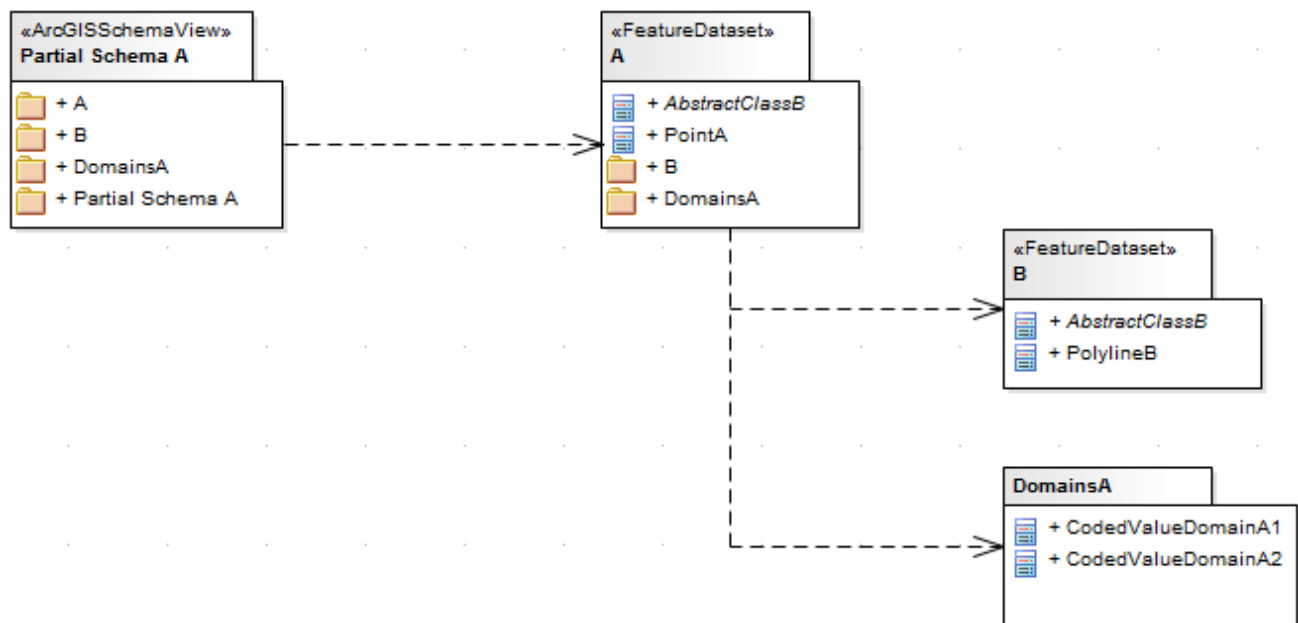 «ArcGISSchemaView»
Partial Schema A
+ A
+ B
+ DomainsA
+ Partial Schema A
«FeatureDataset»
A
+ AbstractClassB
+ PointA
+ B
+ DomainsA
«FeatureDataset»
B
+ AbstractClassB
+ PolylineB
DomainsA
+ CodedValueDomainA1
+ CodedValueDomainA2